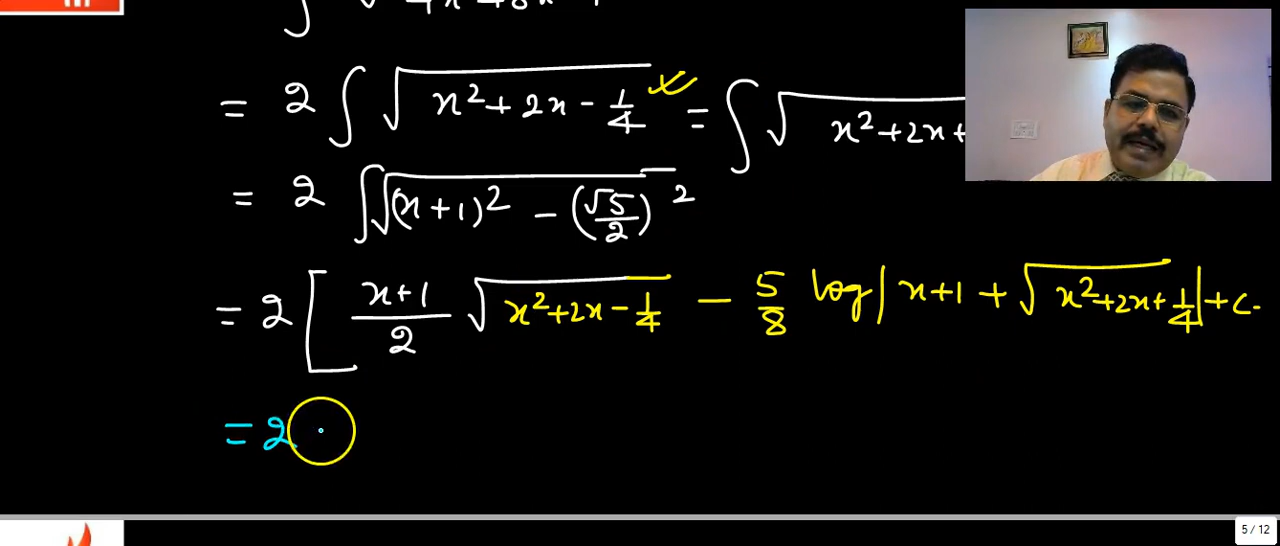 = 2 ∫ √(x² + 2x - 1/4) = ∫ √(x² + 2x +
= 2 ∫ √((x+1)² - (√5/2)²)
= 2 [ (x+1)/2 √(x² + 2x - 1/4) - 5/8 log | x+1 + √(x² + 2x + 1/4) | + c.
= 2
5 / 12